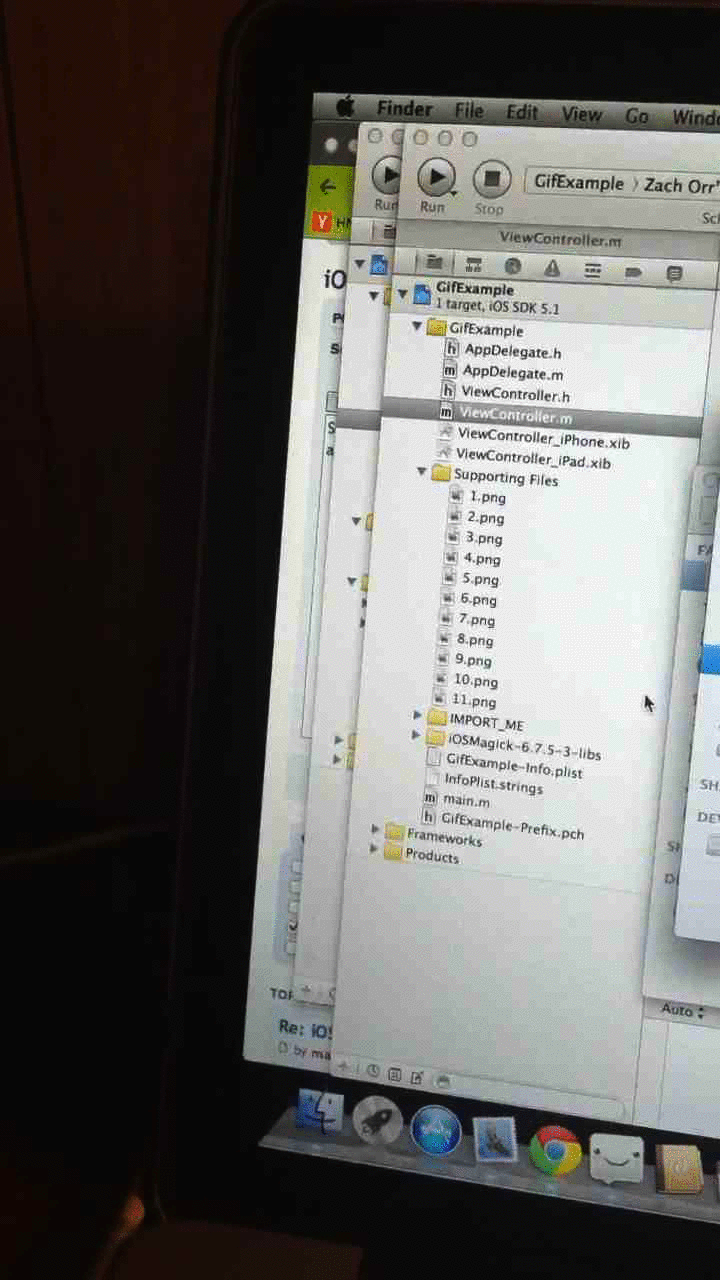 Finder File Edit View Go
GifExample 〉 Zach Orr'
Run Run Stop
ViewController.m
iO
GifExample
1 target, iOS SDK 5.1
GifExample
AppDelegate.h
AppDelegate.m
ViewController.h
ViewController.m
ViewController_iPhone.xib
ViewController_iPad.xib
Supporting Files
1.png
2.png
3.png
4.png
5.png
6.png
7.png
8.png
9.png
10.png
11.png
IMPORT_ME
iOSMagick-6.7.5-3-libs
GifExample-Info.plist
InfoPlist.strings
main.m
GifExample-Prefix.pch
Frameworks
Products
Auto
Re: iOS
by ma